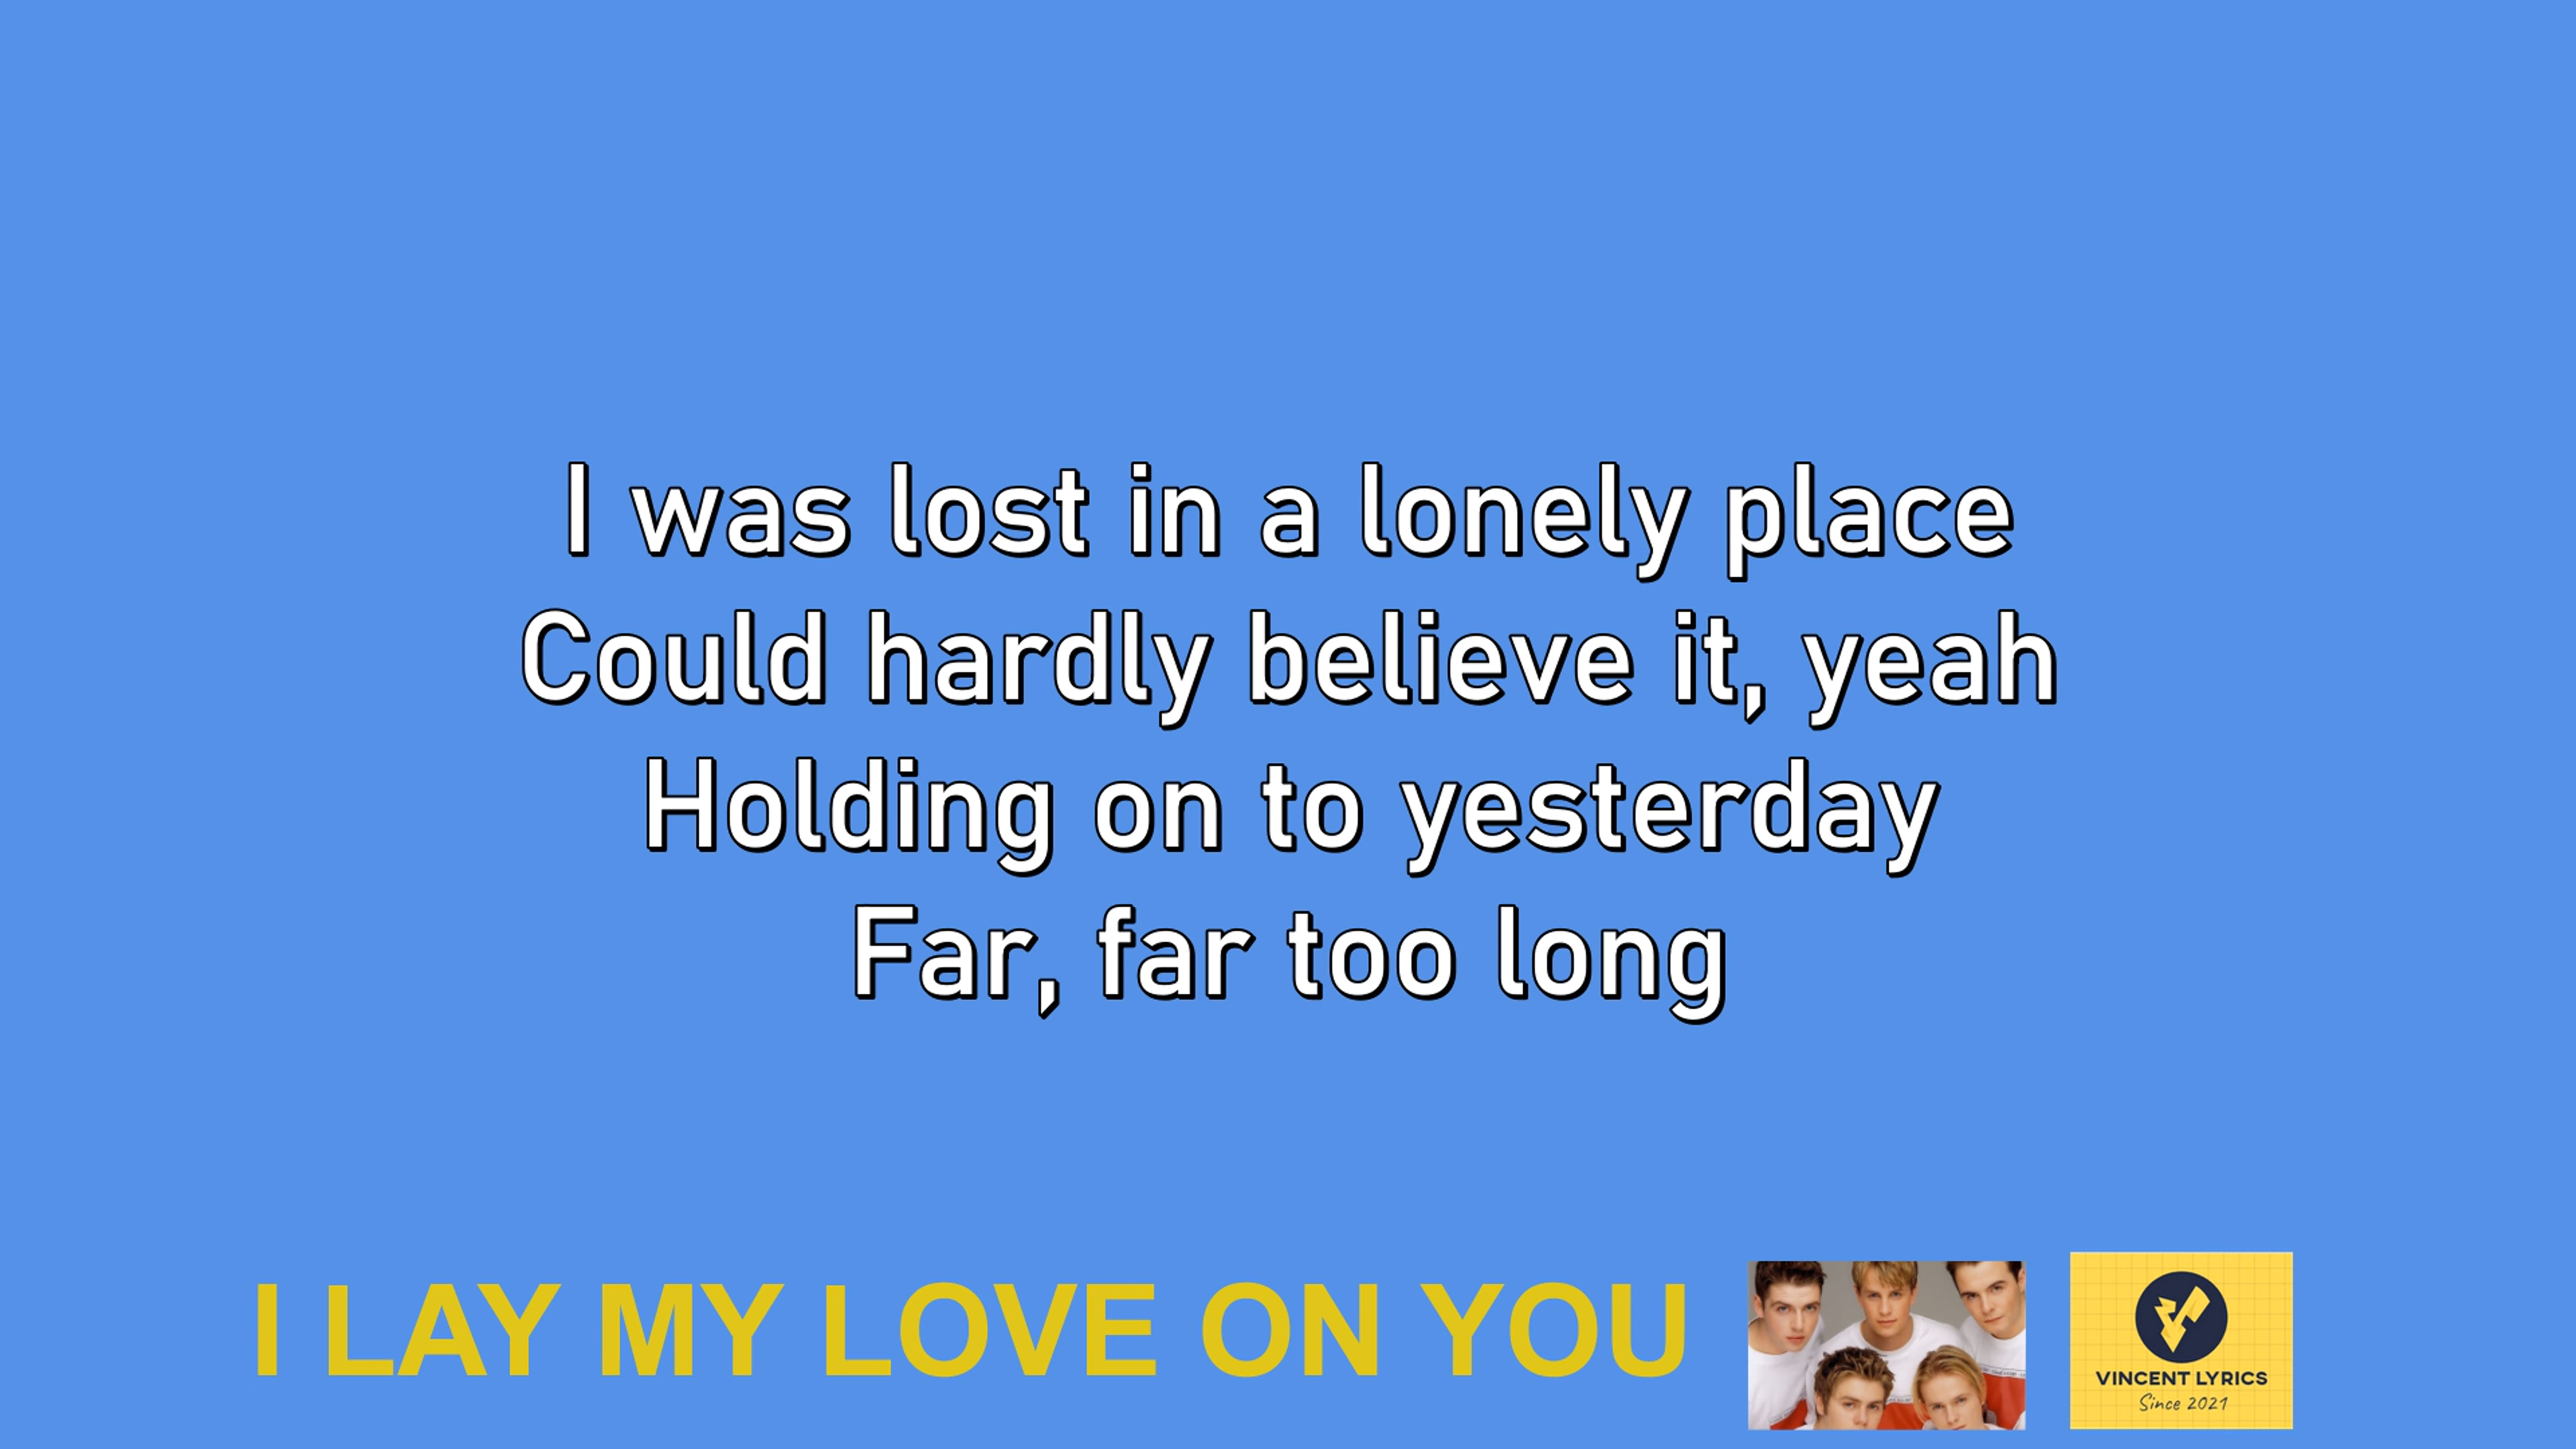 I was lost in a lonely place
Could hardly believe it, yeah
Holding on to yesterday
Far, far too long
I LAY MY LOVE ON YOU
VINCENT LYRICS
Since 2021